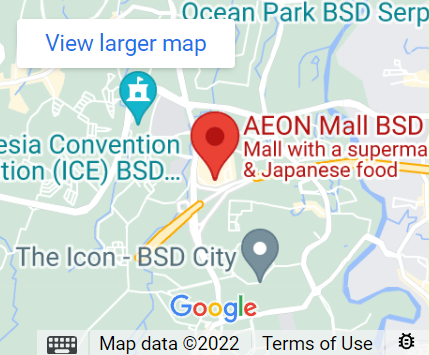 Ocean Park BSD Serp
View larger map
AEON Mall BSD
Mall with a superma
& Japanese food
esia Convention
tion (ICE) BSD...
The Icon - BSD City
Google
Map data ©2022
Terms of Use